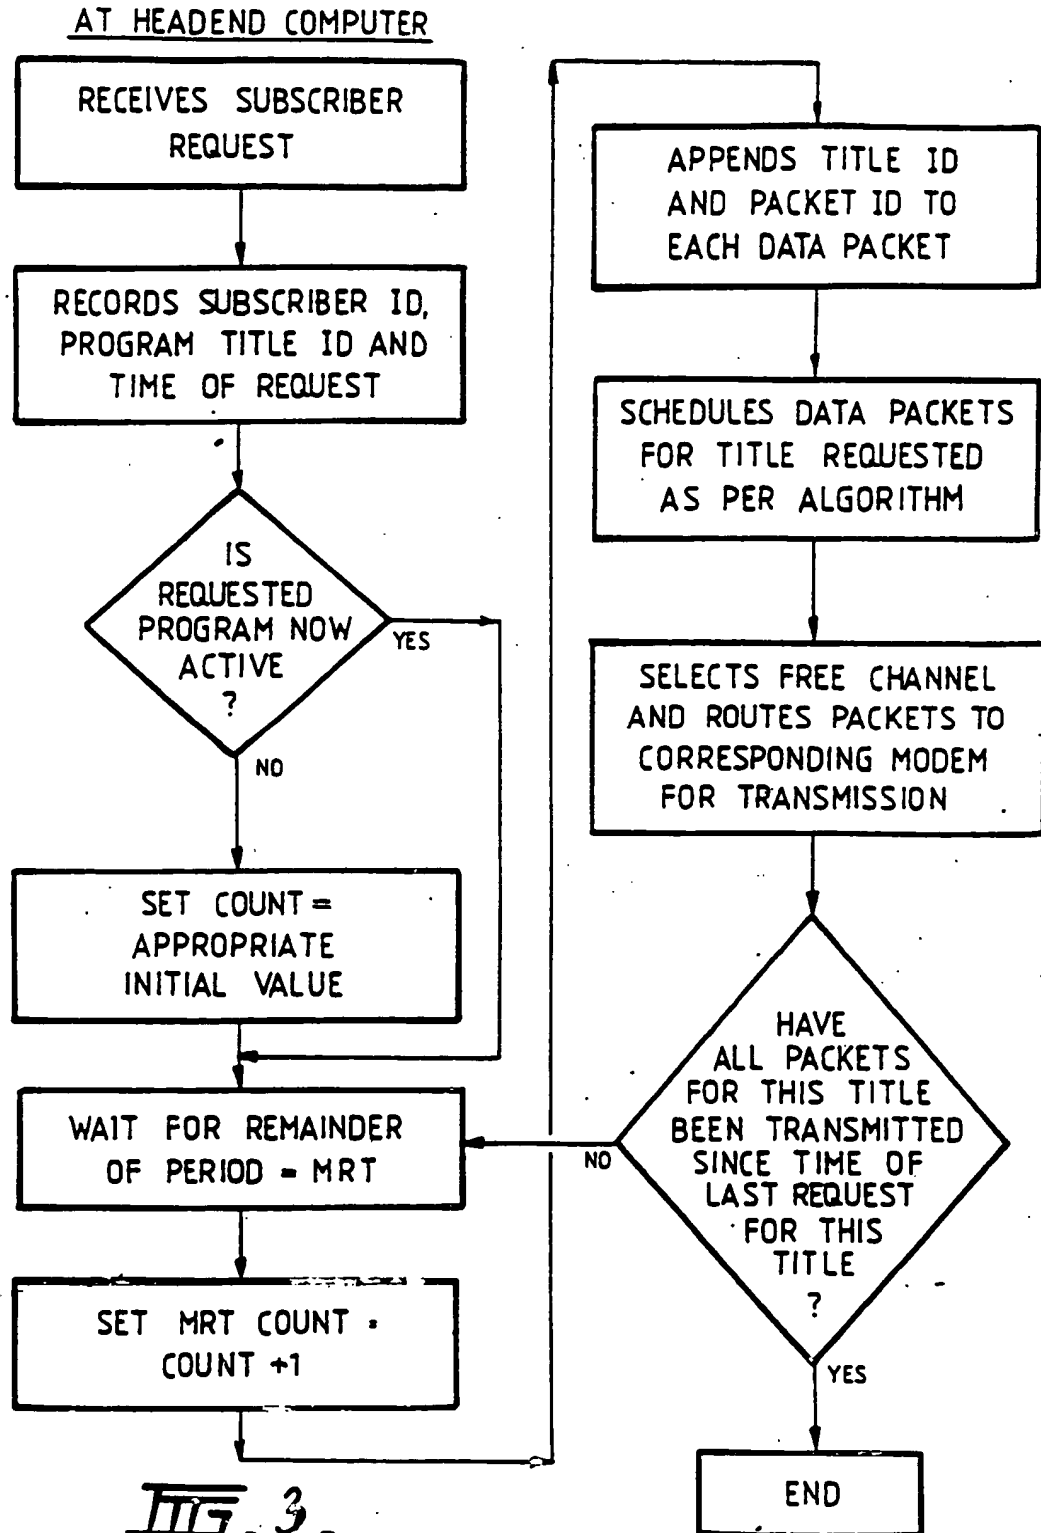 AT HEADEND COMPUTER
RECEIVES SUBSCRIBER
REQUEST
RECORDS SUBSCRIBER ID,
PROGRAM TITLE ID AND
TIME OF REQUEST
IS
REQUESTED
PROGRAM NOW
ACTIVE
?
YES
NO
SET COUNT =
APPROPRIATE
INITIAL VALUE
WAIT FOR REMAINDER
OF PERIOD = MRT
SET MRT COUNT =
COUNT +1
APPENDS TITLE ID
AND PACKET ID TO
EACH DATA PACKET
SCHEDULES DATA PACKETS
FOR TITLE REQUESTED
AS PER ALGORITHM
SELECTS FREE CHANNEL
AND ROUTES PACKETS TO
CORRESPONDING MODEM
FOR TRANSMISSION
HAVE
ALL PACKETS
FOR THIS TITLE
BEEN TRANSMITTED
SINCE TIME OF
LAST REQUEST
FOR THIS
TITLE
?
NO
YES
END
FIG. 3.